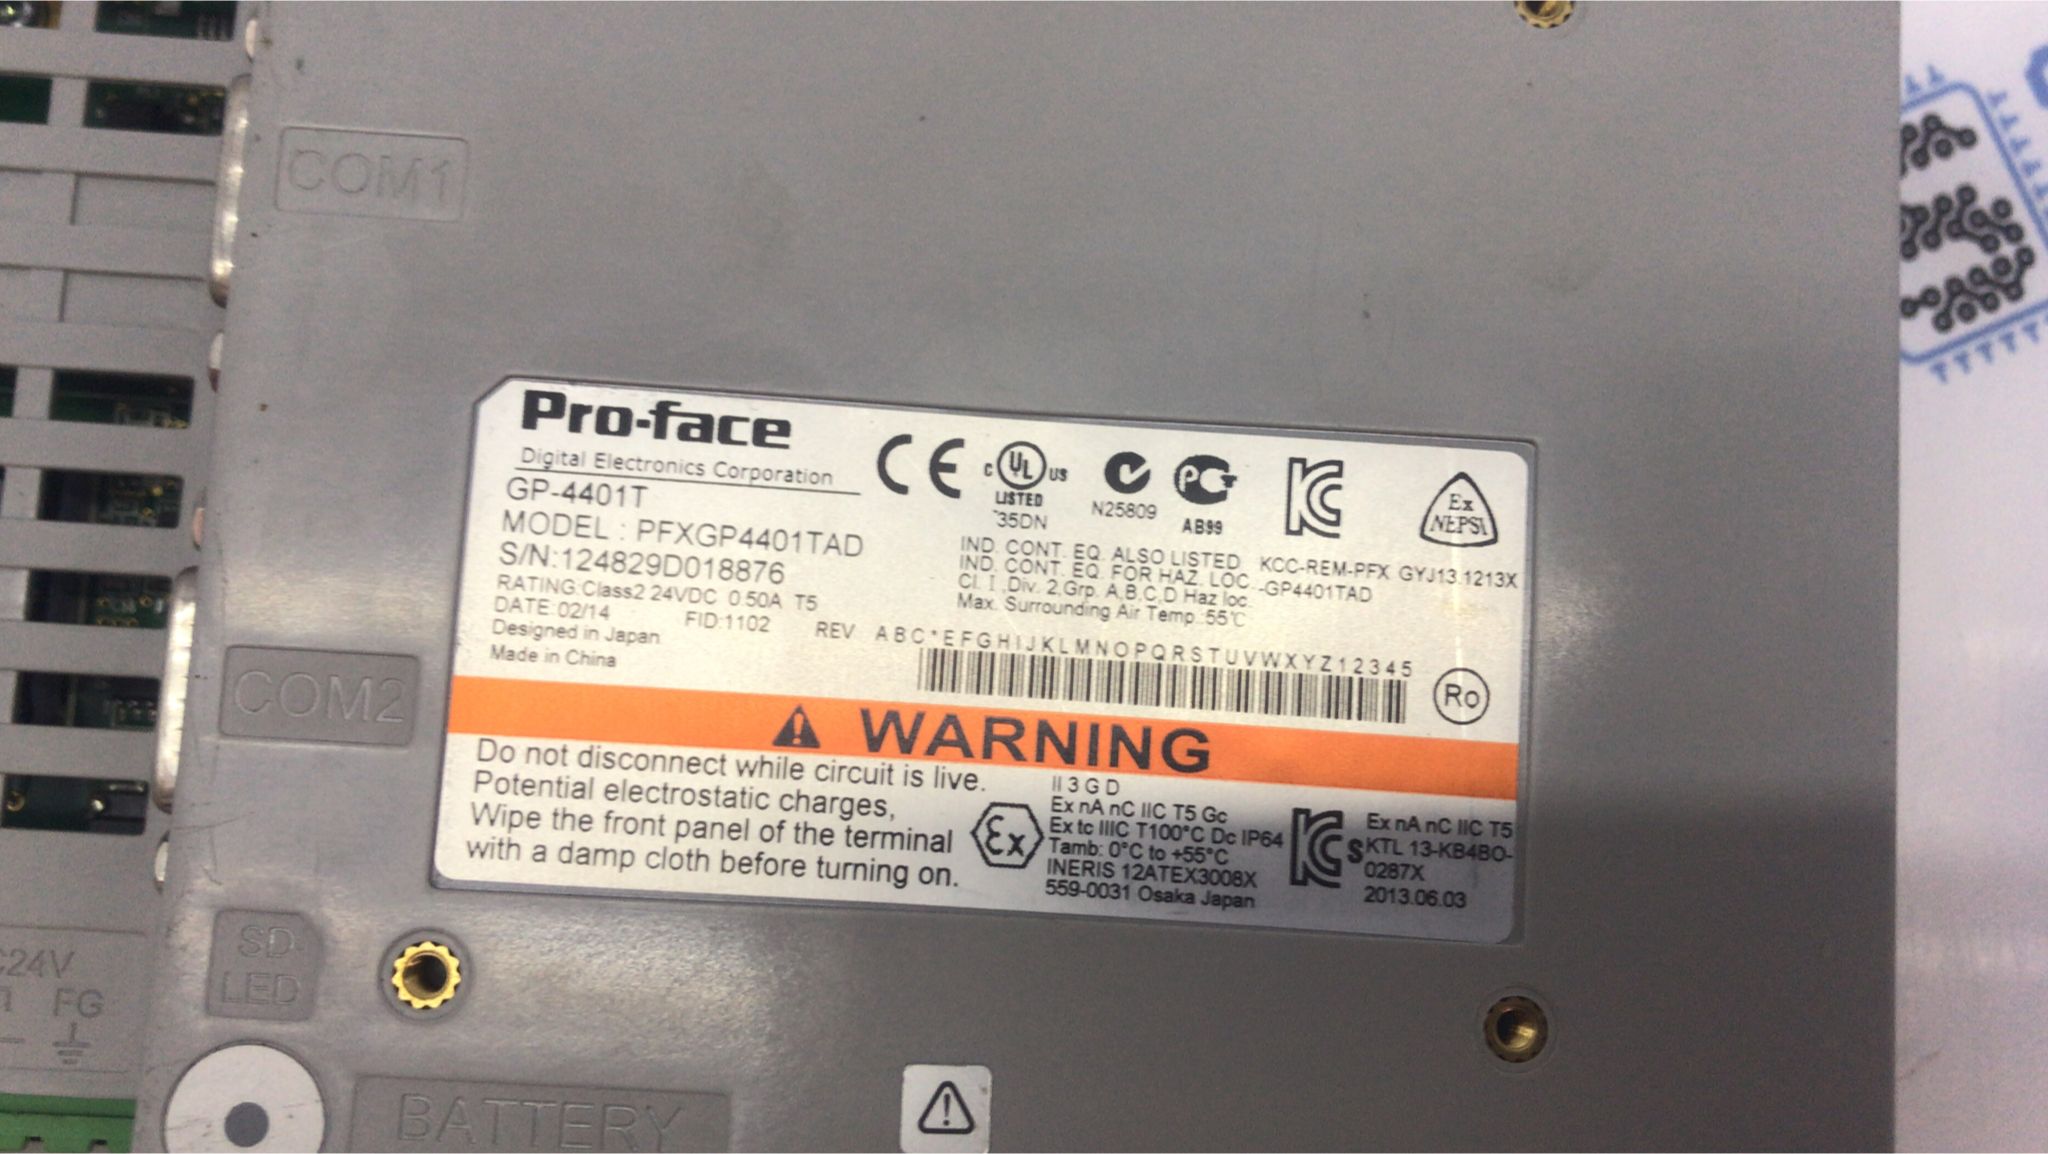 COM1
Pro-face
Digital Electronics Corporation
GP-4401T
MODEL : PFXGP4401TAD
S/N:124829D018876
RATING:Class2 24VDC 0.50A T5
DATE:02/14 FID:1102
Designed in Japan
Made in China
CE
C UL US
LISTED
35DN
N25809
AB99
Ex
NEPSI
IND. CONT. EQ. ALSO LISTED
IND. CONT. EQ. FOR HAZ. LOC.
Cl. I ,Div. 2,Grp. A,B,C,D Haz loc.
Max. Surrounding Air Temp.:55℃
KCC-REM-PFX
-GP4401TAD
GYJ13.1213X
REV A B C * E F G H I J K L M N O P Q R S T U V W X Y Z 1 2 3 4 5
Ro
WARNING
Do not disconnect while circuit is live.
Potential electrostatic charges,
Wipe the front panel of the terminal
with a damp cloth before turning on.
Ex
II 3 G D
Ex nA nC IIC T5 Gc
Ex tc IIIC T100°C Dc IP64
Tamb: 0°C to +55°C
INERIS 12ATEX3008X
559-0031 Osaka Japan
KCs
Ex nA nC IIC T5
KTL 13-KB4BO-
0287X
2013.06.03
COM2
SD
LED
C24V
FG
BATTERY